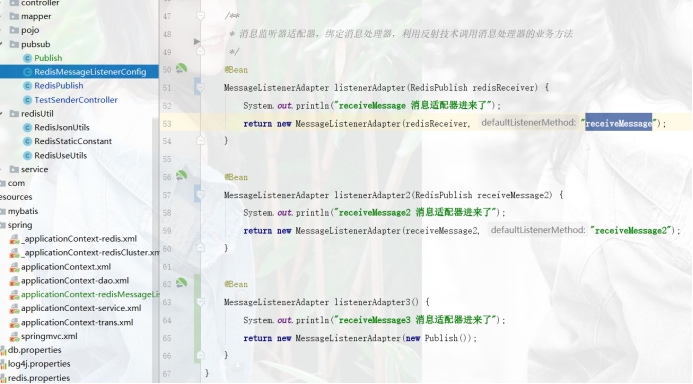 controller
mapper
pojo
pubsub
Publish
RedisMessageListenerConfig
RedisPublish
TestSenderController
redisUtil
RedisJsonUtils
RedisStaticConstant
RedisUseUtils
service
com
esources
mybatis
spring
_applicationContext-redis.xml
_applicationContext-redisCluster.xm
applicationContext.xml
applicationContext-dao.xml
applicationContext-redisMessageLi
applicationContext-service.xml
applicationContext-trans.xml
springmvc.xml
db.properties
log4j.properties
redis.properties
47 /**
48 * 消息监听器适配器，绑定消息处理器，利用反射技术调用消息处理器的业务方法
49 */
50 @Bean
51 MessageListenerAdapter listenerAdapter(RedisPublish redisReceiver) {
52 System.out.println("receiveMessage 消息适配器进来了");
53 return new MessageListenerAdapter(redisReceiver, defaultListenerMethod: "receiveMessage");
54 }
55
56 @Bean
57 MessageListenerAdapter listenerAdapter2(RedisPublish receiveMessage2) {
58 System.out.println("receiveMessage2 消息适配器进来了");
59 return new MessageListenerAdapter(receiveMessage2, defaultListenerMethod: "receiveMessage2");
60 }
61
62 @Bean
63 MessageListenerAdapter listenerAdapter3() {
64 System.out.println("receiveMessage3 消息适配器进来了");
65 return new MessageListenerAdapter(new Publish());
66 }
67 }